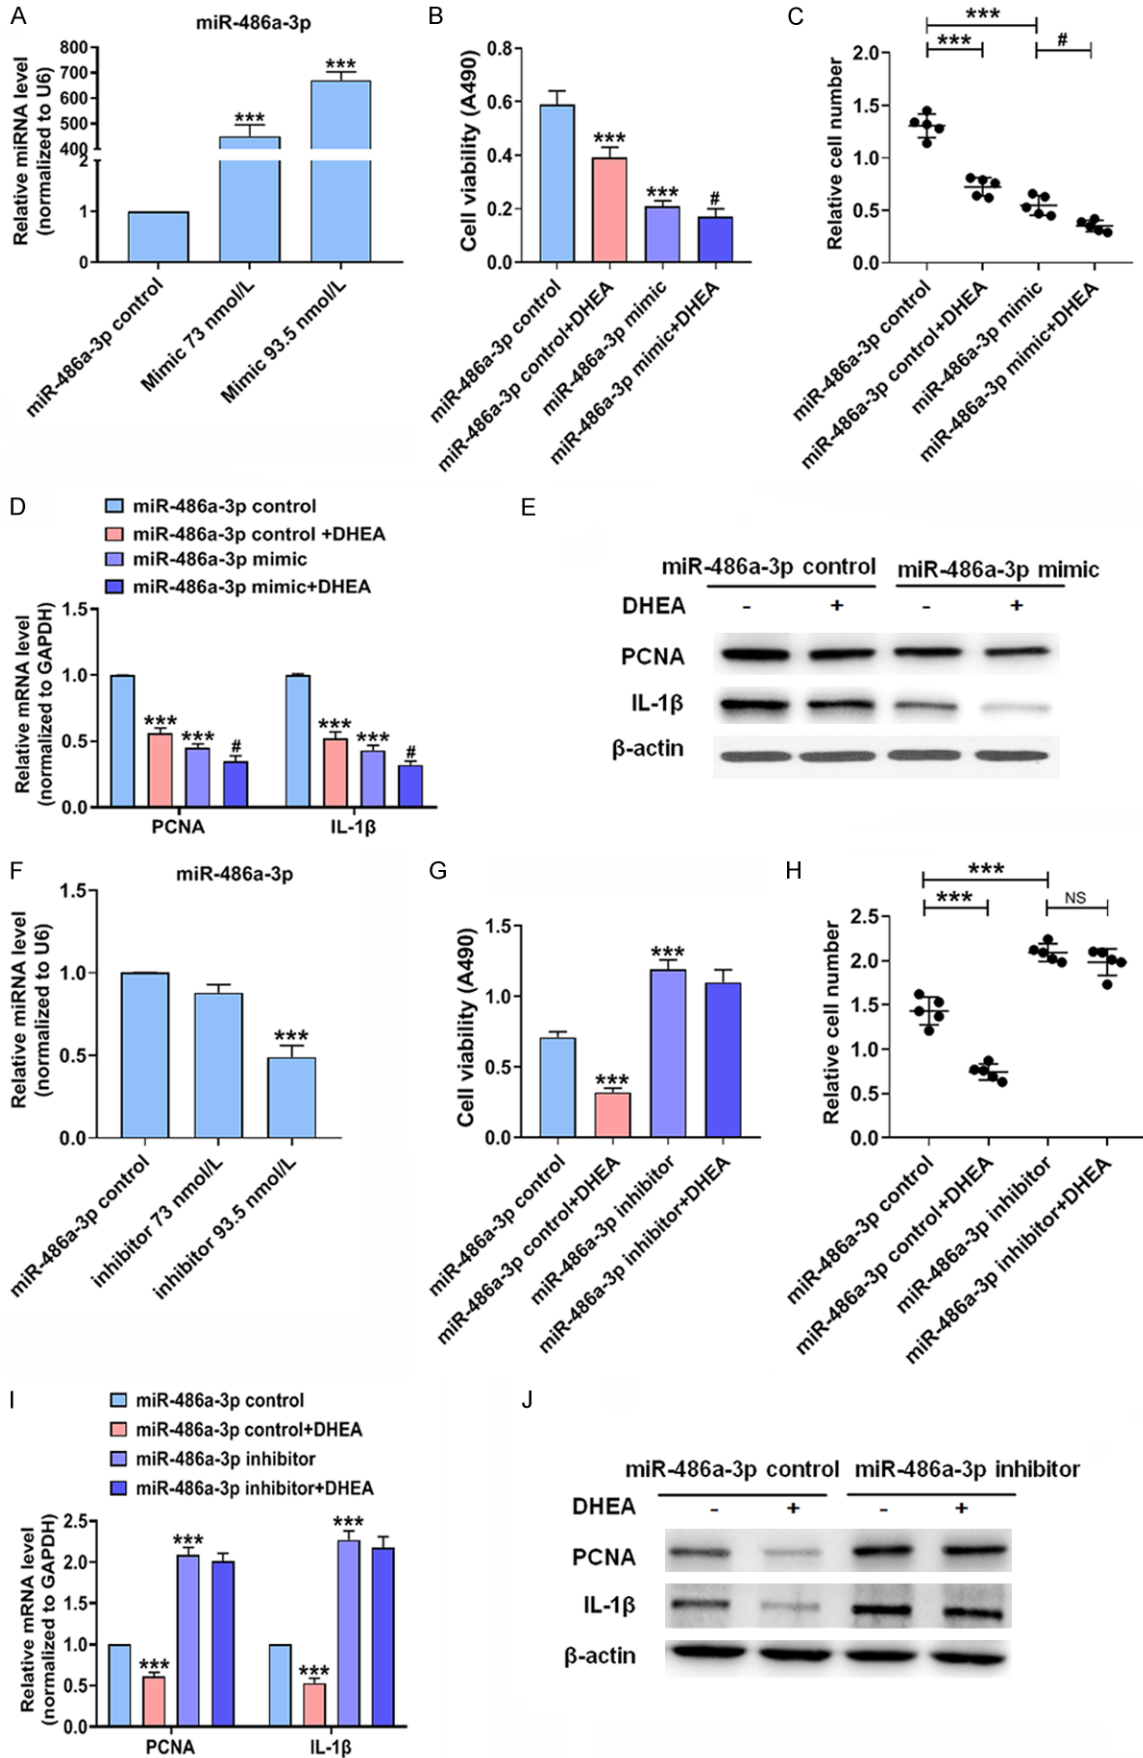 A
miR-486a-3p
Relative miRNA level
(normalized to U6)
800
700
600
500
400
2
1
0
***
***
miR-486a-3p control
Mimic 73 nmol/L
Mimic 93.5 nmol/L
B
Cell viability (A490)
0.8
0.6
0.4
0.2
0.0
***
***
#
miR-486a-3p control
miR-486a-3p control+DHEA
miR-486a-3p mimic
miR-486a-3p mimic+DHEA
C
***
***
#
Relative cell number
2.0
1.5
1.0
0.5
0.0
miR-486a-3p control
miR-486a-3p control+DHEA
miR-486a-3p mimic
miR-486a-3p mimic+DHEA
D
miR-486a-3p control
miR-486a-3p control +DHEA
miR-486a-3p mimic
miR-486a-3p mimic+DHEA
Relative mRNA level
(normalized to GAPDH)
1.5
1.0
0.5
0.0
***
***
#
***
***
#
PCNA
IL-1β
E
miR-486a-3p control
miR-486a-3p mimic
DHEA - + - +
PCNA
IL-1β
β-actin
F
miR-486a-3p
Relative miRNA level
(normalized to U6)
1.5
1.0
0.5
0.0
***
miR-486a-3p control
inhibitor 73 nmol/L
inhibitor 93.5 nmol/L
G
Cell viability (A490)
1.5
1.0
0.5
0.0
***
***
miR-486a-3p control
miR-486a-3p control+DHEA
miR-486a-3p inhibitor
miR-486a-3p inhibitor+DHEA
H
***
***
NS
Relative cell number
2.5
2.0
1.5
1.0
0.5
0.0
miR-486a-3p control
miR-486a-3p control+DHEA
miR-486a-3p inhibitor
miR-486a-3p inhibitor+DHEA
I
miR-486a-3p control
miR-486a-3p control+DHEA
miR-486a-3p inhibitor
miR-486a-3p inhibitor+DHEA
Relative mRNA level
(normalized to GAPDH)
2.5
2.0
1.5
1.0
0.5
0.0
***
***
***
***
PCNA
IL-1β
J
miR-486a-3p control
miR-486a-3p inhibitor
DHEA - + - +
PCNA
IL-1β
β-actin